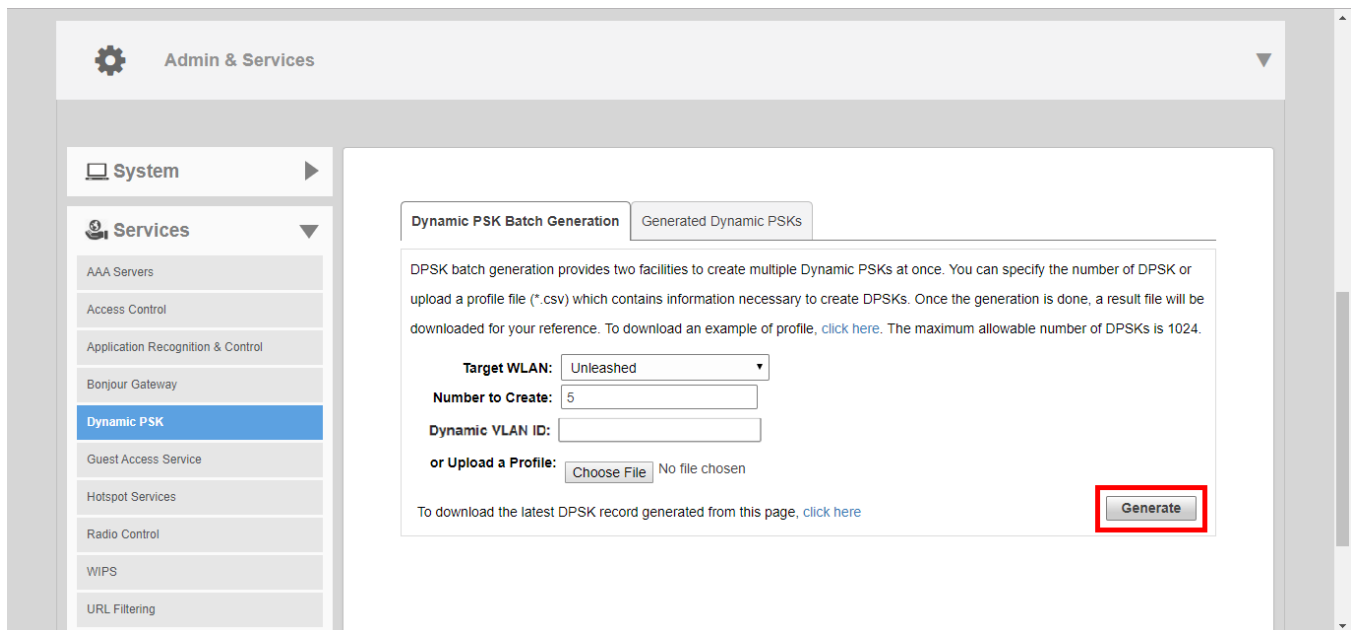 Admin & Services
System
Services
AAA Servers
Access Control
Application Recognition & Control
Bonjour Gateway
Dynamic PSK
Guest Access Service
Hotspot Services
Radio Control
WIPS
URL Filtering
Dynamic PSK Batch Generation
Generated Dynamic PSKs
DPSK batch generation provides two facilities to create multiple Dynamic PSKs at once. You can specify the number of DPSK or
upload a profile file (*.csv) which contains information necessary to create DPSKs. Once the generation is done, a result file will be
downloaded for your reference. To download an example of profile, click here. The maximum allowable number of DPSKs is 1024.
Target WLAN: Unleashed
Number to Create: 5
Dynamic VLAN ID:
or Upload a Profile: Choose File No file chosen
To download the latest DPSK record generated from this page, click here
Generate